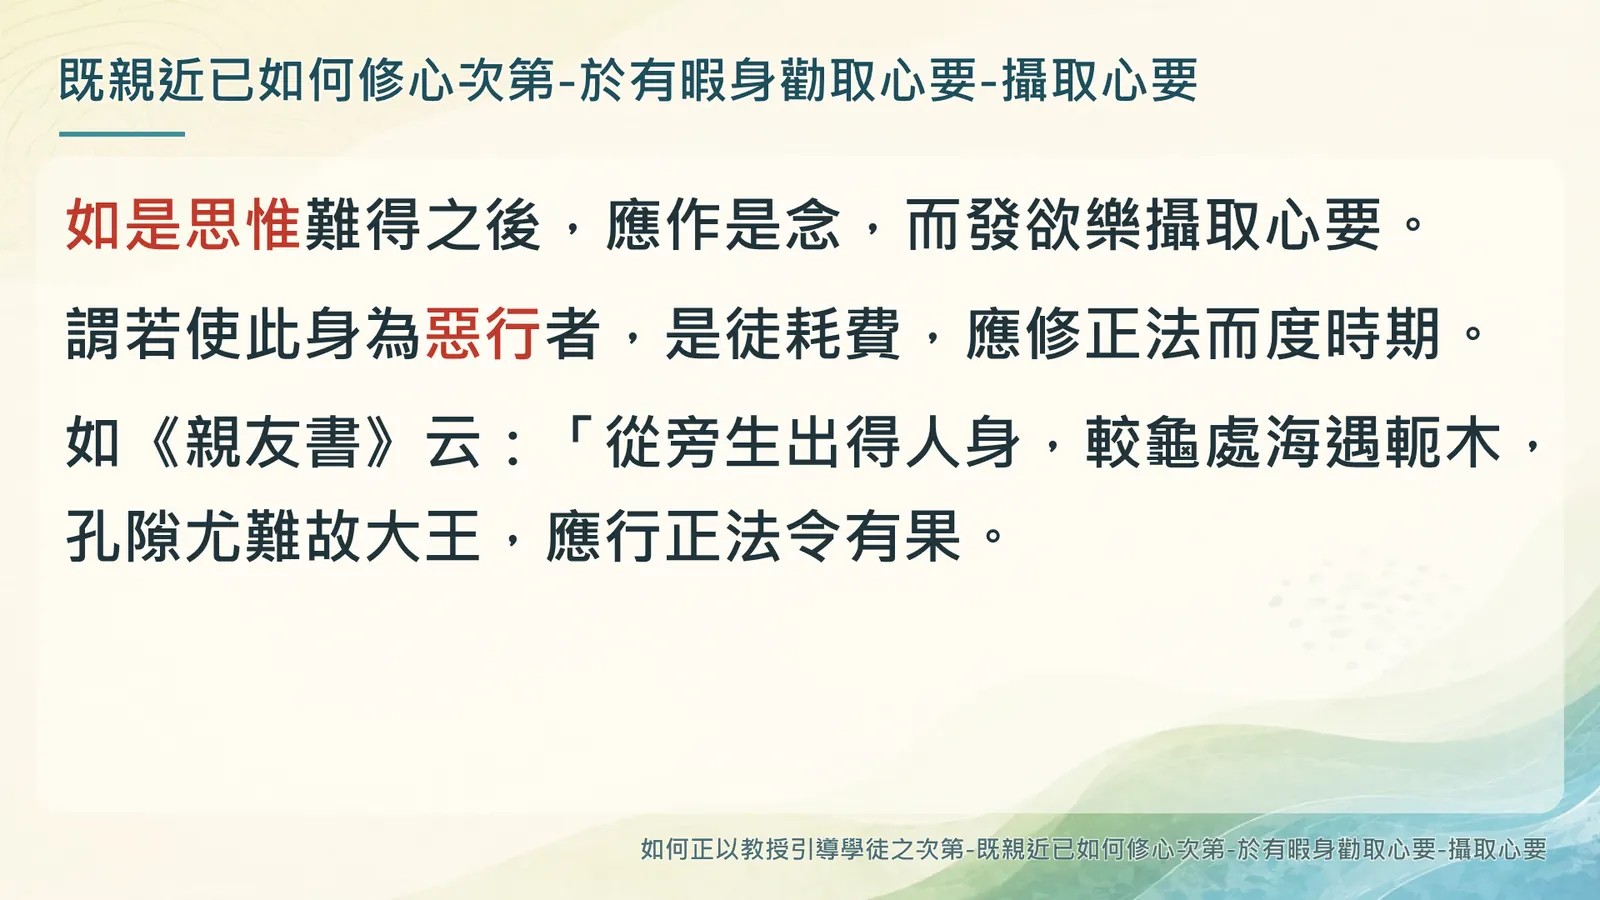 既親近已如何修心次第-於有暇身勸取心要-攝取心要
如是思惟難得之後，應作是念，而發欲樂攝取心要。
謂若使此身為惡行者，是徒耗費，應修正法而度時期。
如《親友書》云：「從旁生出得人身，較龜處海遇軛木，
孔隙尤難故大王，應行正法令有果。
如何正以教授引導學徒之次第-既親近已如何修心次第-於有暇身勸取心要-攝取心要